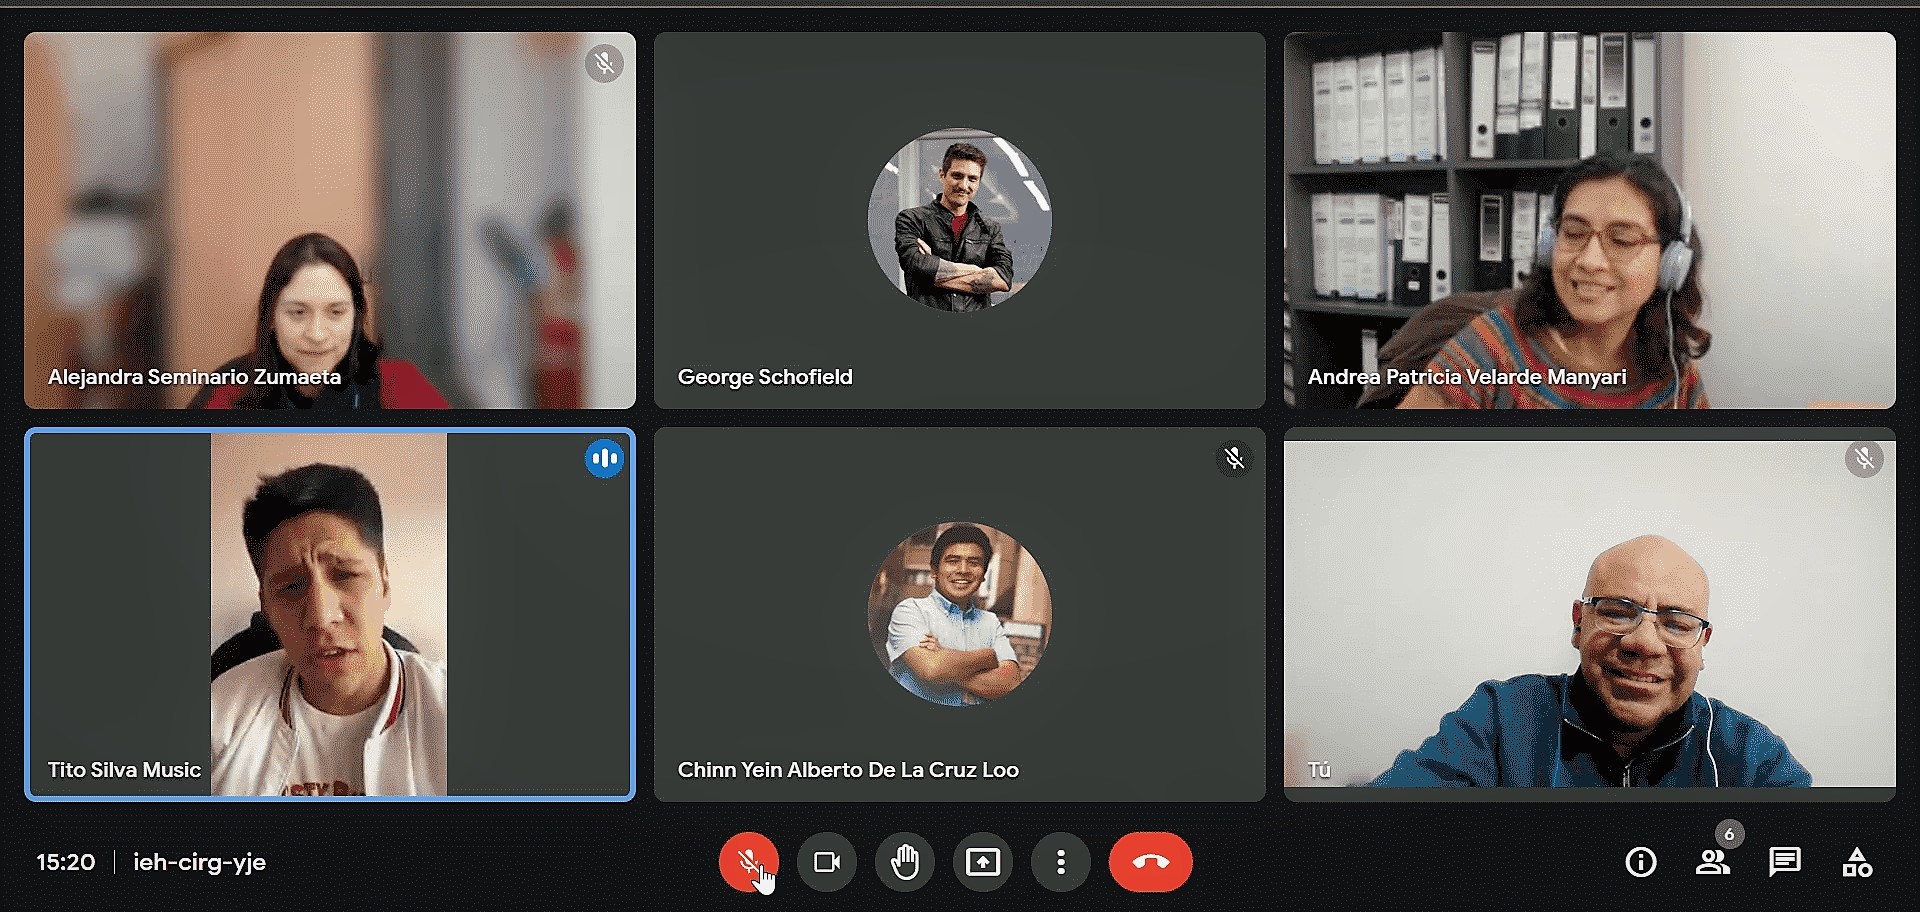 Alejandra Seminario Zumaeta
George Schofield
Andrea Patricia Velarde Manyari
Tito Silva Music
Chinn Yein Alberto De La Cruz Loo
Tú
15:20 | ieh-cirg-yje
6